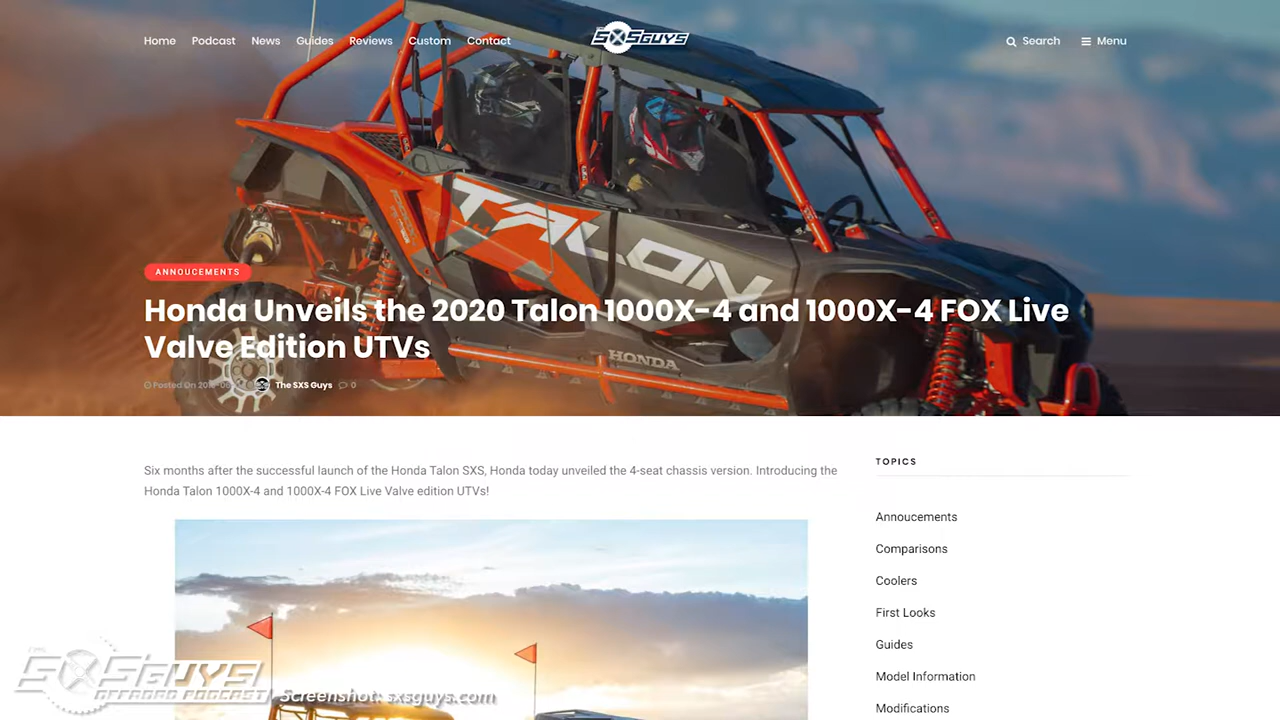 Home Podcast News Guides Reviews Custom Contact
SXSGUYS
Search Menu
TALON
HONDA
ANNOUCEMENTS
Honda Unveils the 2020 Talon 1000X-4 and 1000X-4 FOX Live
Valve Edition UTVs
Posted On The SXS Guys 0
Six months after the successful launch of the Honda Talon SXS, Honda today unveiled the 4-seat chassis version. Introducing the
Honda Talon 1000X-4 and 1000X-4 FOX Live Valve edition UTVs!
TOPICS
Annoucements
Comparisons
Coolers
First Looks
Guides
Model Information
Modifications
THE
SXSGUYS
OFFROAD PODCAST
Screenshot: sxsguys.com